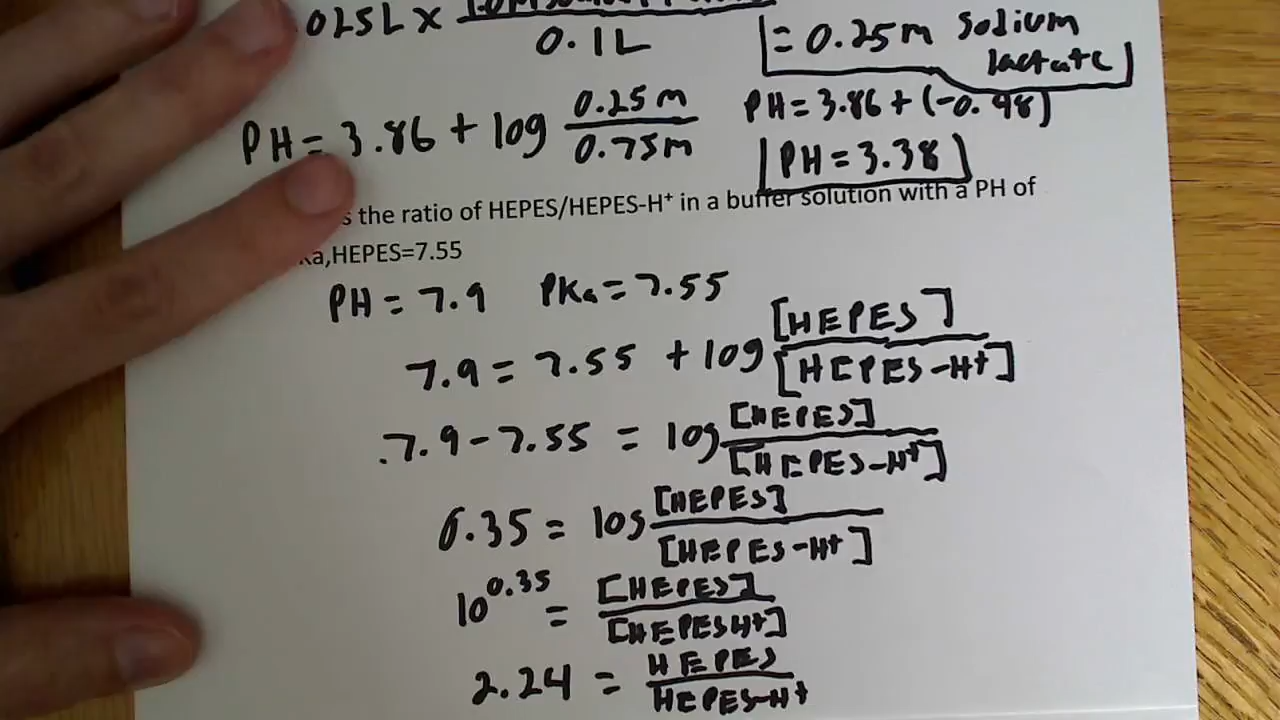 025L x
0.1L
= 0.25m sodium
lactate
PH = 3.86 + log 0.25m / 0.75m
PH = 3.86 + (-0.48)
PH = 3.38
s the ratio of HEPES/HEPES-H⁺ in a buffer solution with a PH of
a,HEPES=7.55
PH = 7.9 PKa = 7.55
7.9 = 7.55 + log [HEPES] / [HEPES-H⁺]
7.9 - 7.55 = log [HEPES] / [HEPES-H⁺]
0.35 = log [HEPES] / [HEPES-H⁺]
10^0.35 = [HEPES] / [HEPESH⁺]
2.24 = HEPES / HEPES-H⁺